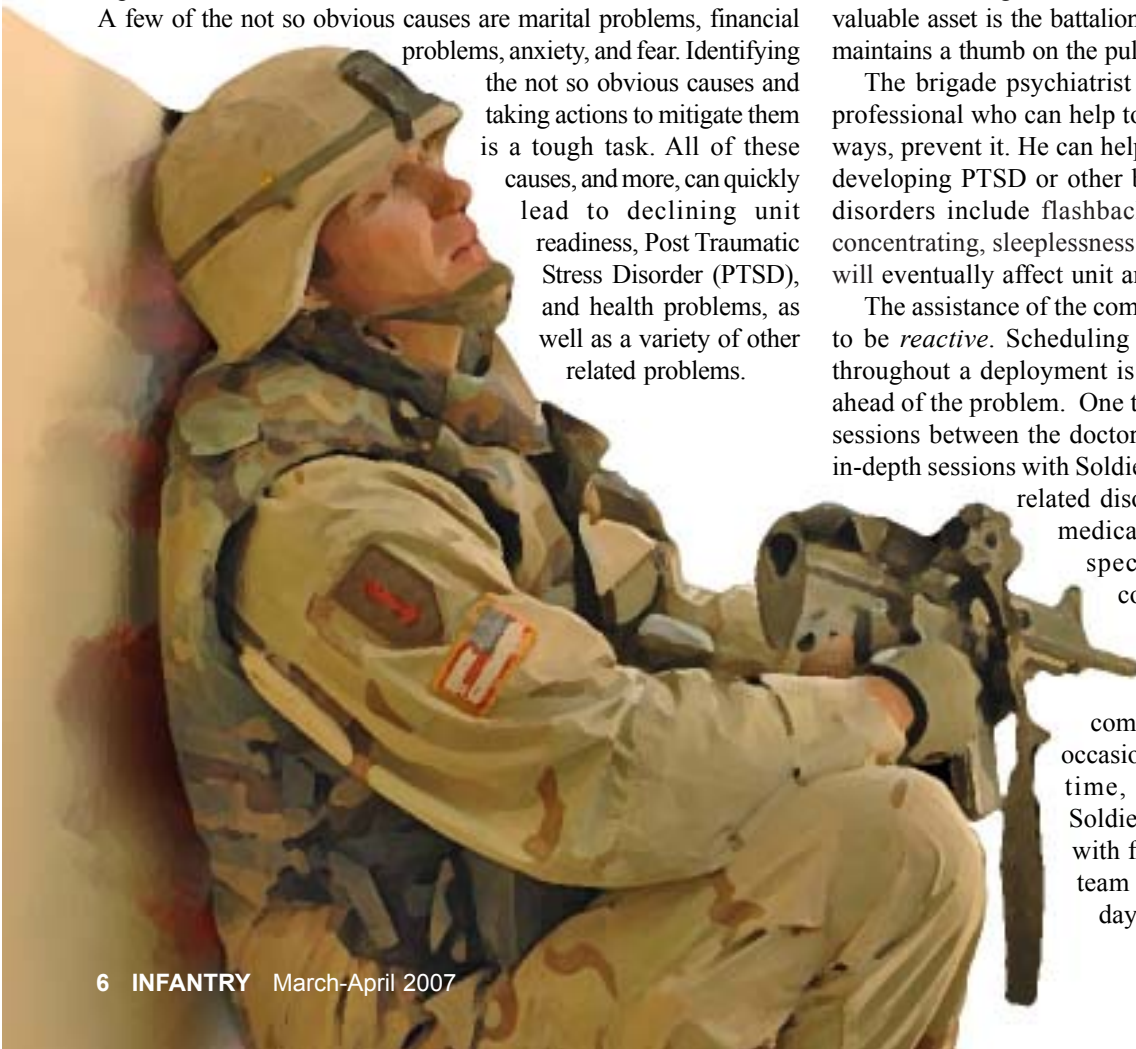 A few of the not so obvious causes are marital problems, financial
problems, anxiety, and fear. Identifying
the not so obvious causes and
taking actions to mitigate them
is a tough task. All of these
causes, and more, can quickly
lead to declining unit
readiness, Post Traumatic
Stress Disorder (PTSD),
and health problems, as
well as a variety of other
related problems.
valuable asset is the battalion
maintains a thumb on the pul
The brigade psychiatrist
professional who can help to
ways, prevent it. He can help
developing PTSD or other b
disorders include flashbac
concentrating, sleeplessness
will eventually affect unit an
The assistance of the com
to be reactive. Scheduling
throughout a deployment is
ahead of the problem. One t
sessions between the doctor
in-depth sessions with Soldie
related diso
medica
spec
co
com
occasio
time,
Soldie
with f
team
day
6 INFANTRY March-April 2007